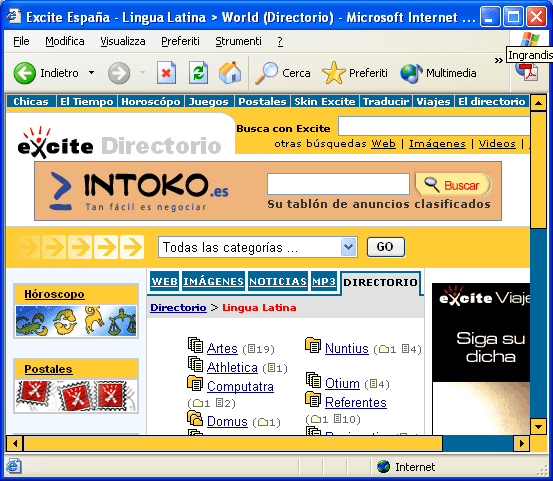 Excite España - Lingua Latina > World (Directorio) - Microsoft Internet ...
File Modifica Visualizza Preferiti Strumenti ?
Ingrandis
Indietro Cerca Preferiti Multimedia »
Chicas El Tiempo Horoscópo Juegos Postales Skin Excite Traducir Viajes El directorio
excite Directorio
Busca con Excite
otras búsquedas Web | Imágenes | Videos |
INTOKO.es
Tan fácil es negociar
Buscar
Su tablón de anuncios clasificados
Todas las categorías ... GO
WEB IMÁGENES NOTICIAS MP3 DIRECTORIO
Directorio > Lingua Latina
Hóroscopo
Postales
Artes (19)
Athletica (1)
Computatra
(1 2)
Domus (1)
Nuntius (1 4)
Otium (4)
Referentes
(1 10)
excite Viaje
Siga su
dicha
Internet